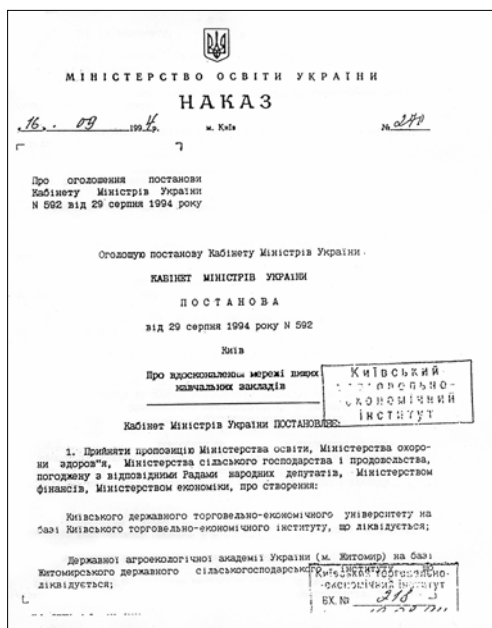 МІНІСТЕРСТВО ОСВІТИ УКРАЇНИ
НАКАЗ
16. 09 1994р. м. Київ №
Про оголошення постанови
Кабінету Міністрів України
N 592 від 29 серпня 1994 року
Оголошую постанову Кабінету Міністрів України.
КАБІНЕТ МІНІСТРІВ УКРАЇНИ
ПОСТАНОВА
від 29 серпня 1994 року N 592
Київ
Про вдосконалення мережі вищих
навчальних закладів
Київський
торговельно-
економічний
інститут
Кабінет Міністрів України ПОСТАНОВЛЯЄ:
1. Прийняти пропозицію Міністерства освіти, Міністерства охоро-
ни здоров"я, Міністерства сільського господарства і продовольства,
погоджену з відповідними Радами народних депутатів, Міністерством
фінансів, Міністерством економіки, про створення:
Київського державного торговельно-економічного університету на
базі Київського торговельно-економічного інституту, що ліквідується;
Державної агроекологічної академії України (м. Житомир) на базі
Житомирського державного сільськогосподарського інституту, що
ліквідується;
Київський торговельно-
економічний інститут
ВХ. № 218